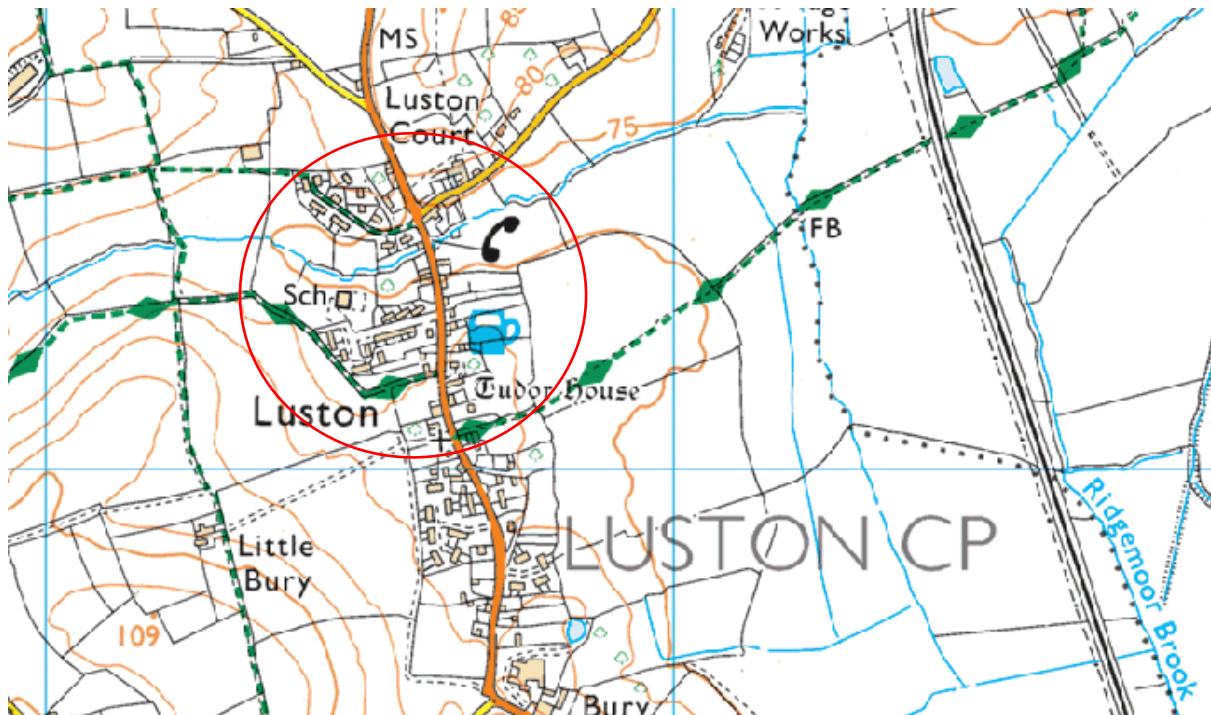 Works
MS
85
80
Luston
Court
75
FB
Sch
Tudor House
Luston
LUSTON CP
Little
Bury
109
Ridgemoor Brook
Bury